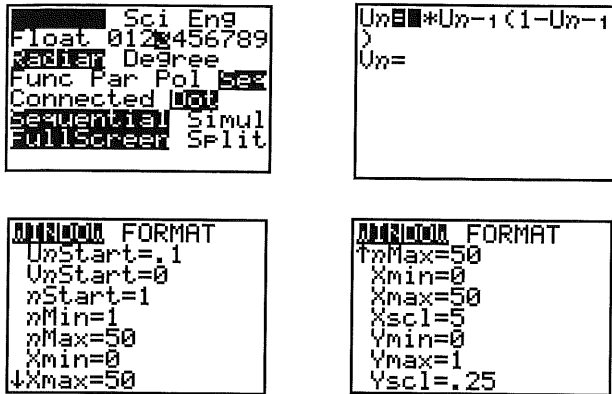 Sci Eng
Float 0123456789
Radian Degree
Func Par Pol Seq
Connected Dot
Sequential Simul
FullScreen Split
Un=*Un-1(1-Un-1
)
Vn=
WINDOW FORMAT
UnStart=.1
VnStart=0
nStart=1
nMin=1
nMax=50
Xmin=0
↓Xmax=50
WINDOW FORMAT
↑nMax=50
Xmin=0
Xmax=50
Xscl=5
Ymin=0
Ymax=1
Yscl=.25